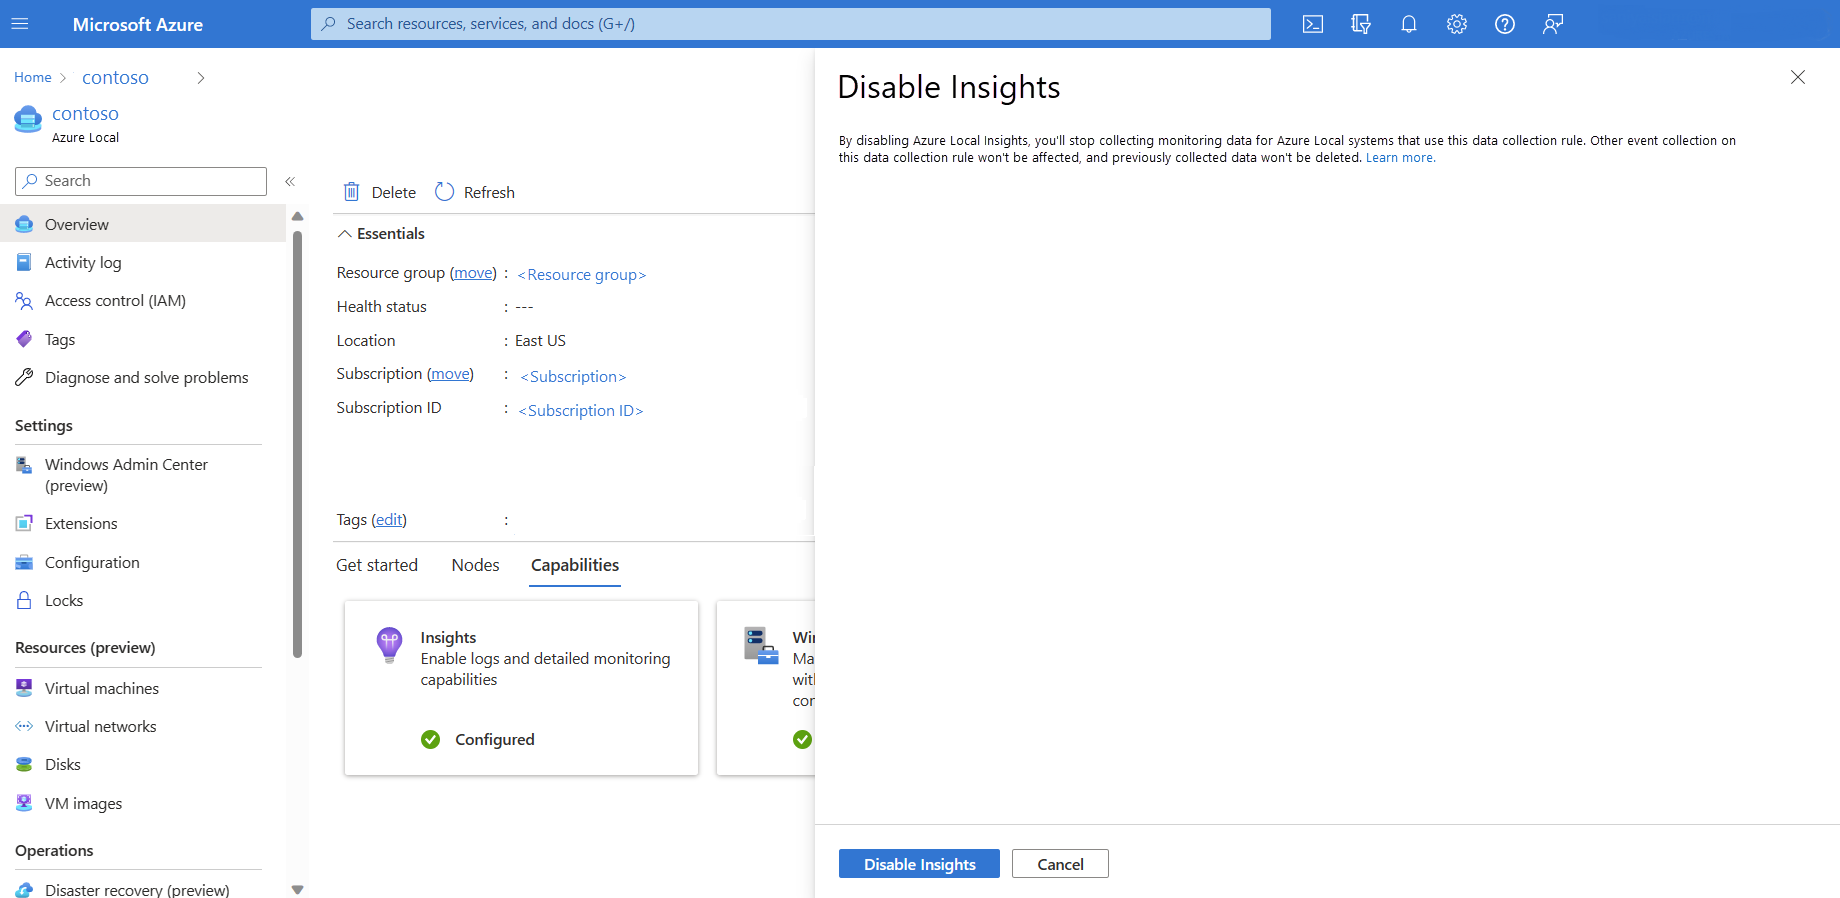 Microsoft Azure
Search resources, services, and docs (G+/)
Home
contoso
contoso
Azure Local
Search
Overview
Activity log
Access control (IAM)
Tags
Diagnose and solve problems
Settings
Windows Admin Center
(preview)
Extensions
Configuration
Locks
Resources (preview)
Virtual machines
Virtual networks
Disks
VM images
Operations
Disaster recovery (preview)
Delete
Refresh
Essentials
Resource group (move) : <Resource group>
Health status : ---
Location : East US
Subscription (move) : <Subscription>
Subscription ID : <Subscription ID>
Tags (edit) :
Get started
Nodes
Capabilities
Insights
Enable logs and detailed monitoring
capabilities
Configured
Disable Insights
By disabling Azure Local Insights, you'll stop collecting monitoring data for Azure Local systems that use this data collection rule. Other event collection on
this data collection rule won't be affected, and previously collected data won't be deleted. Learn more.
Disable Insights
Cancel